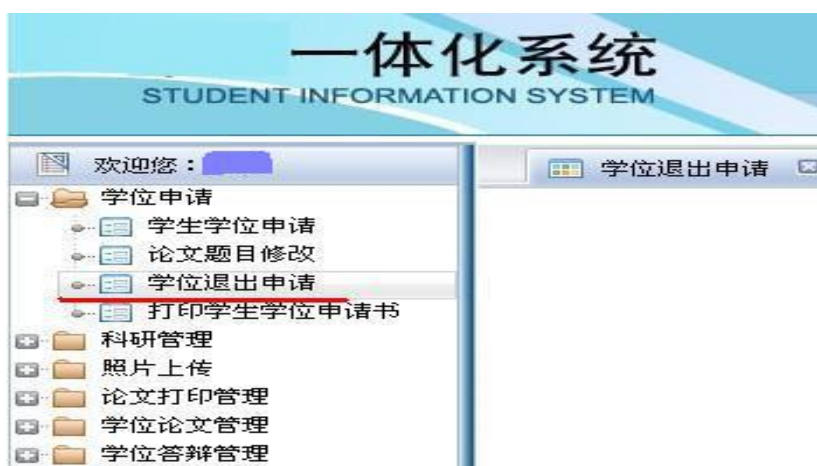 一体化系统
STUDENT INFORMATION SYSTEM
欢迎您：
学位退出申请
学位申请
学生学位申请
论文题目修改
学位退出申请
打印学生学位申请书
科研管理
照片上传
论文打印管理
学位论文管理
学位答辩管理